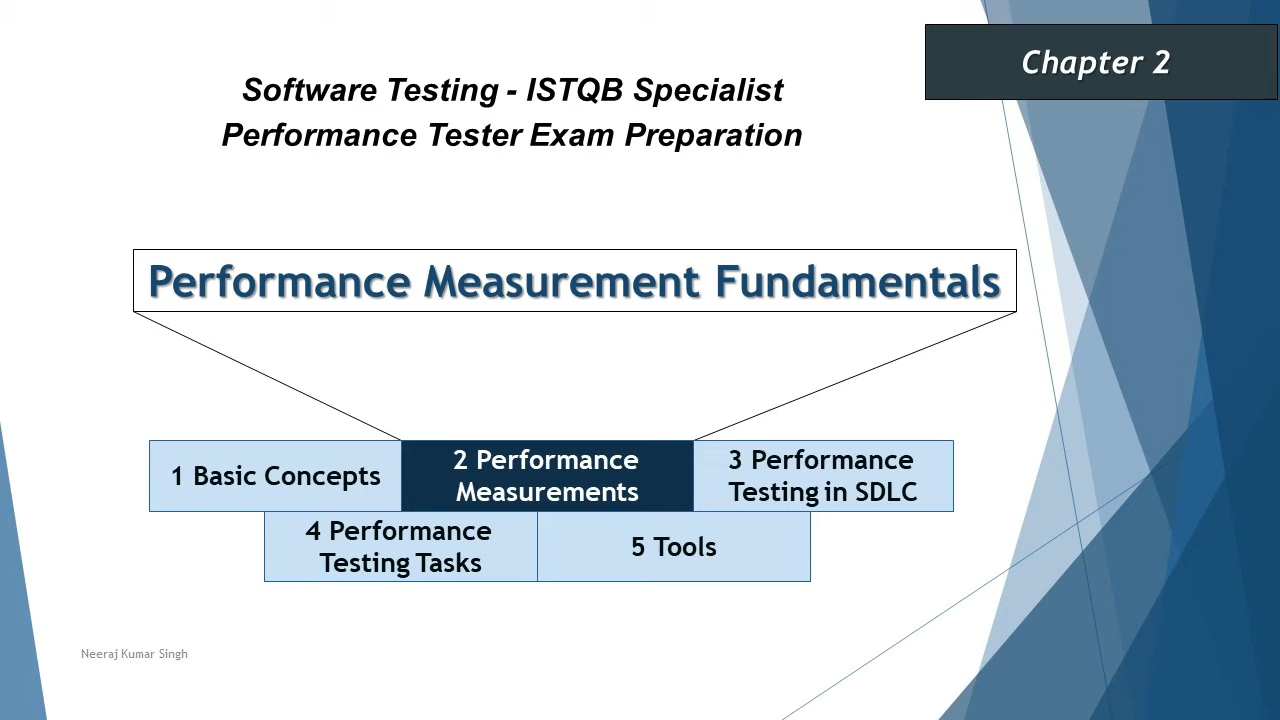 Chapter 2
Software Testing - ISTQB Specialist
Performance Tester Exam Preparation
Performance Measurement Fundamentals
1 Basic Concepts
2 Performance
Measurements
3 Performance
Testing in SDLC
4 Performance
Testing Tasks
5 Tools
Neeraj Kumar Singh